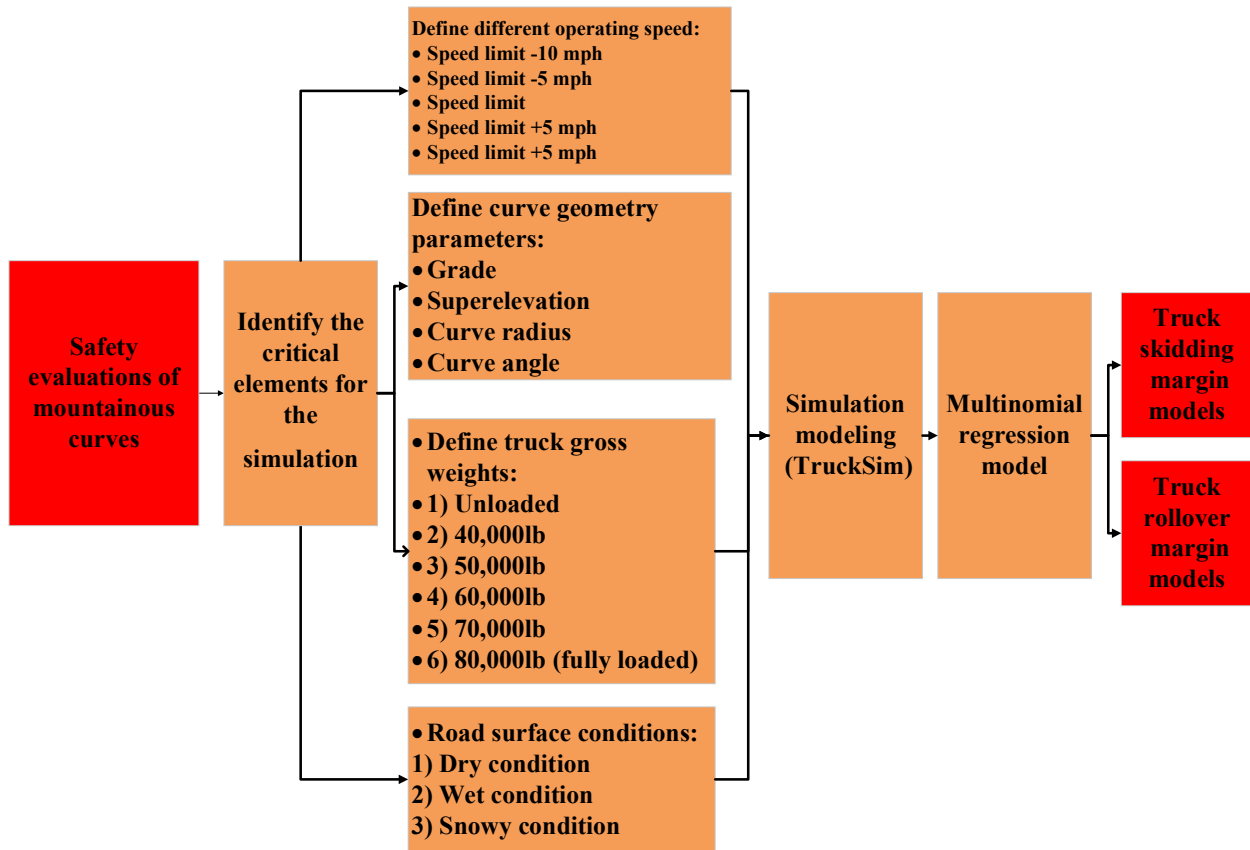 Safety
evaluations of
mountainous
curves
Identify the
critical
elements for
the
simulation
Define different operating speed:
• Speed limit -10 mph
• Speed limit -5 mph
• Speed limit
• Speed limit +5 mph
• Speed limit +5 mph
Define curve geometry
parameters:
• Grade
• Superelevation
• Curve radius
• Curve angle
• Define truck gross
weights:
• 1) Unloaded
• 2) 40,000lb
• 3) 50,000lb
• 4) 60,000lb
• 5) 70,000lb
• 6) 80,000lb (fully loaded)
• Road surface conditions:
1) Dry condition
2) Wet condition
3) Snowy condition
Simulation
modeling
(TruckSim)
Multinomial
regression
model
Truck
skidding
margin
models
Truck
rollover
margin
models